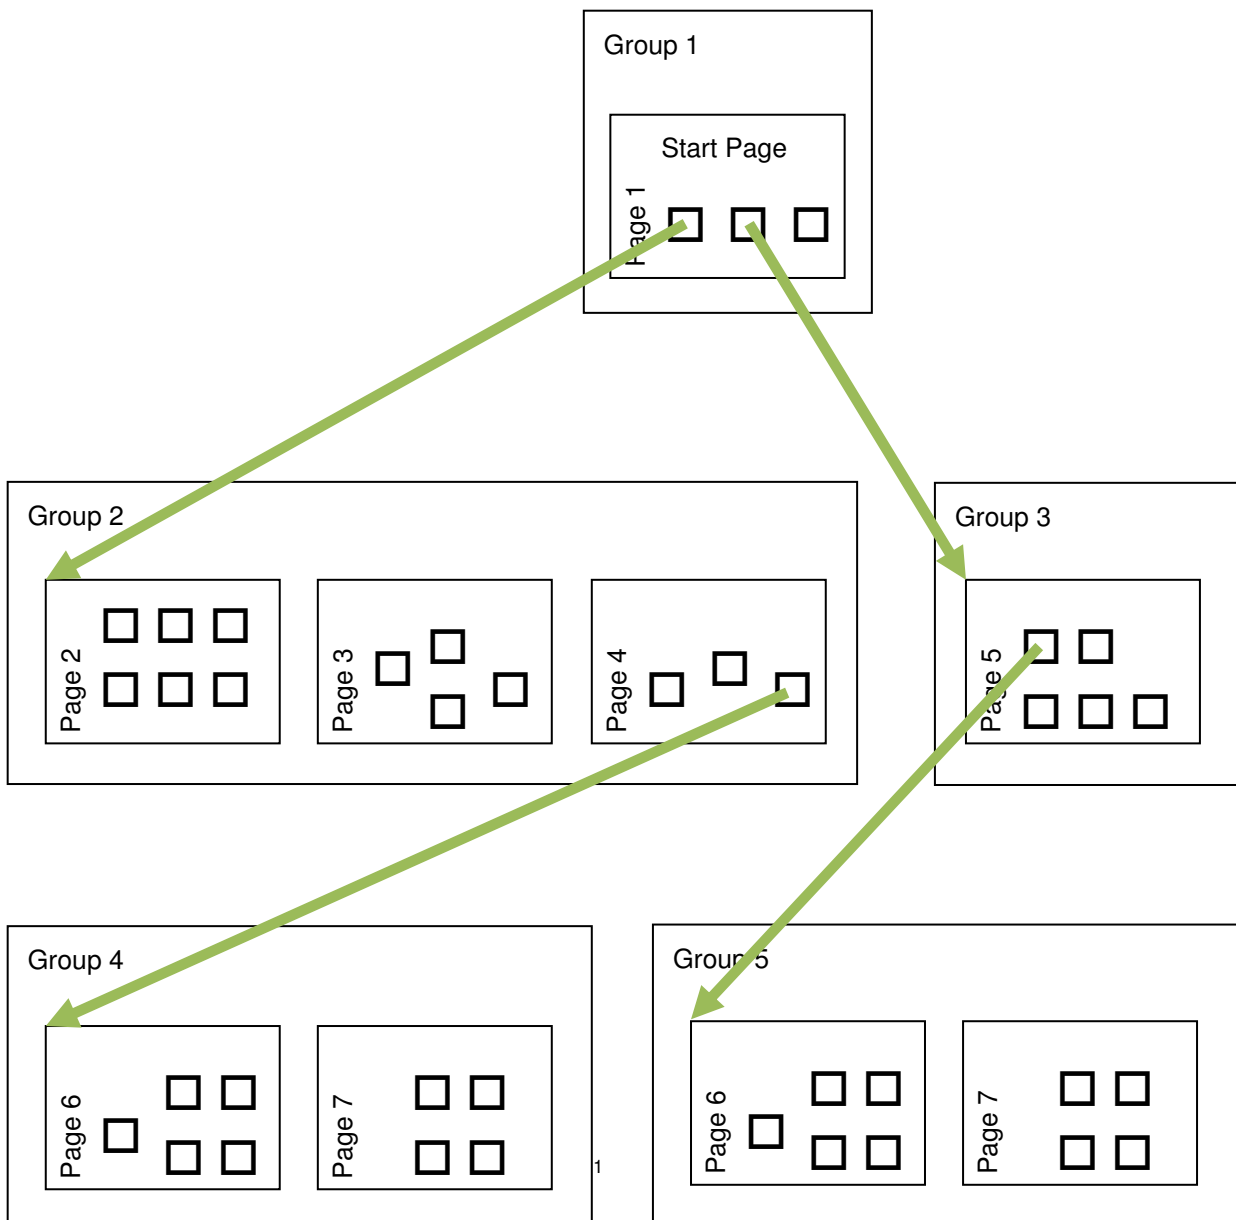 Group 1
Start Page
Page 1
Group 2
Group 3
Page 2
Page 3
Page 4
Page 5
Group 4
Group 5
Page 6
Page 7
1
Page 6
Page 7